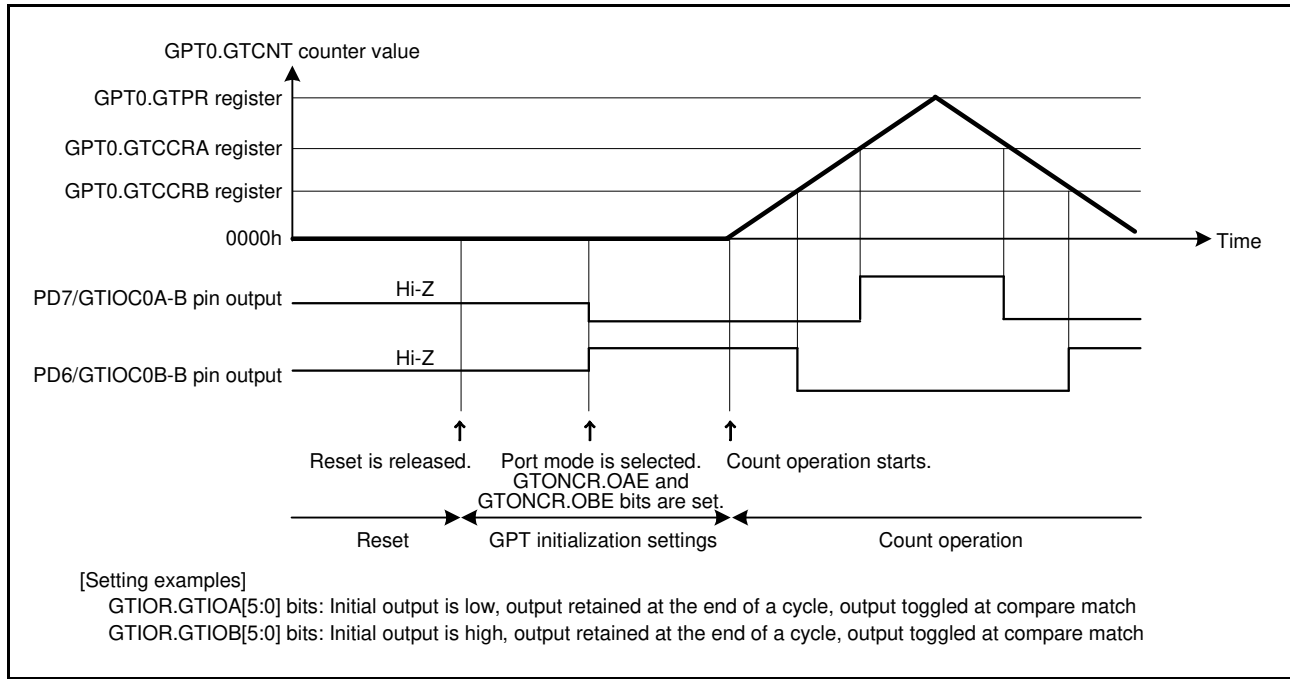 GPT0.GTCNT counter value
GPT0.GTPR register
GPT0.GTCCRA register
GPT0.GTCCRB register
0000h
Time
PD7/GTIOC0A-B pin output
Hi-Z
PD6/GTIOC0B-B pin output
Hi-Z
Reset is released.
Port mode is selected.
GTONCR.OAE and
GTONCR.OBE bits are set.
Count operation starts.
Reset
GPT initialization settings
Count operation
[Setting examples]
GTIOR.GTIOA[5:0] bits: Initial output is low, output retained at the end of a cycle, output toggled at compare match
GTIOR.GTIOB[5:0] bits: Initial output is high, output retained at the end of a cycle, output toggled at compare match